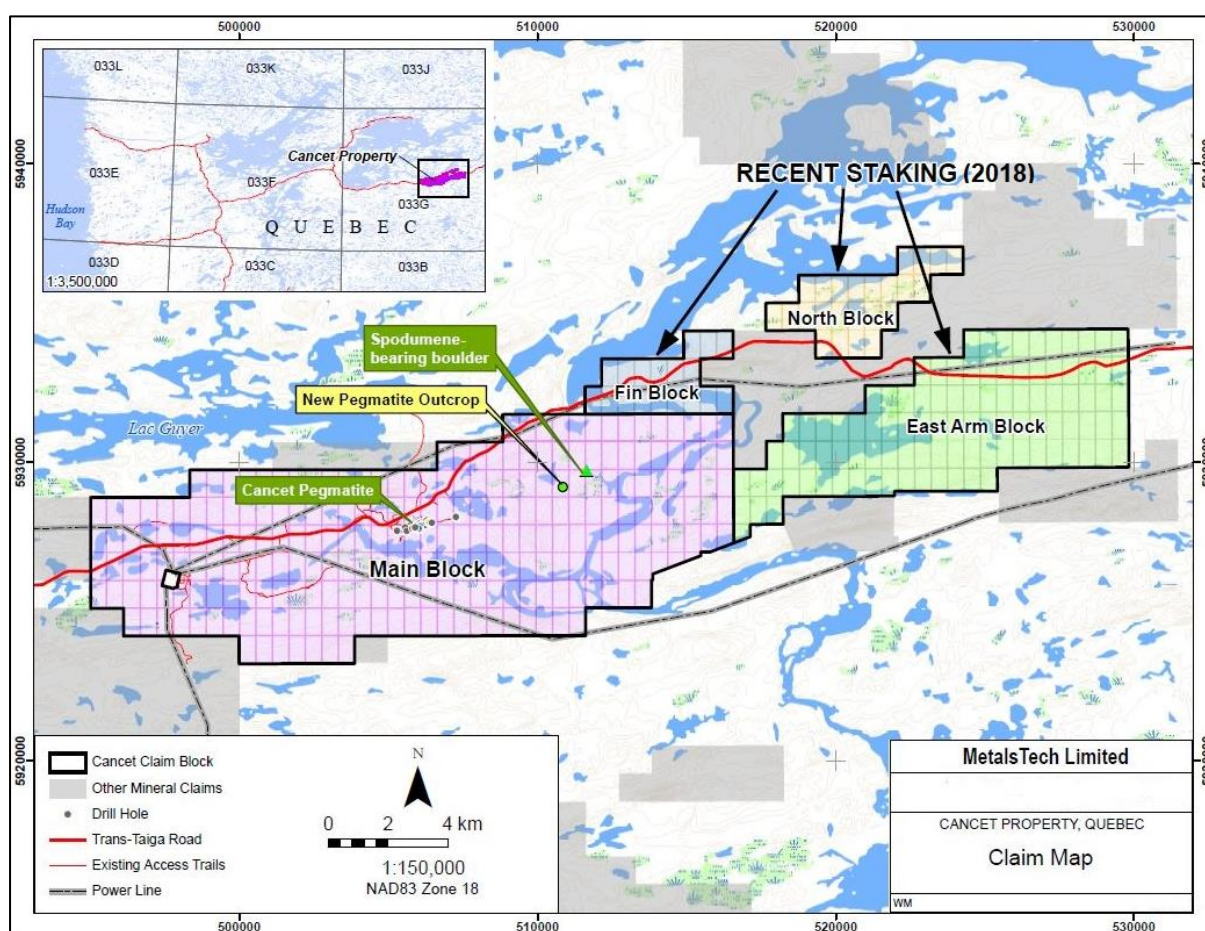 500000 510000 520000 530000
033L
033K
033J
033E
Cancet Property
033F
033G
Hudson
Bay
Q U E B E C
033D
033C
033B
1:3,500,000
5940000
RECENT STAKING (2018)
North Block
Spodumene-
bearing boulder
Fin Block
New Pegmatite Outcrop
East Arm Block
Lac Guyer
5930000
Cancet Pegmatite
Main Block
5920000
Cancet Claim Block
Other Mineral Claims
Drill Hole
Trans-Taiga Road
Existing Access Trails
Power Line
N
0 2 4 km
1:150,000
NAD83 Zone 18
MetalsTech Limited
CANCET PROPERTY, QUEBEC
Claim Map
WM
500000 510000 520000 530000